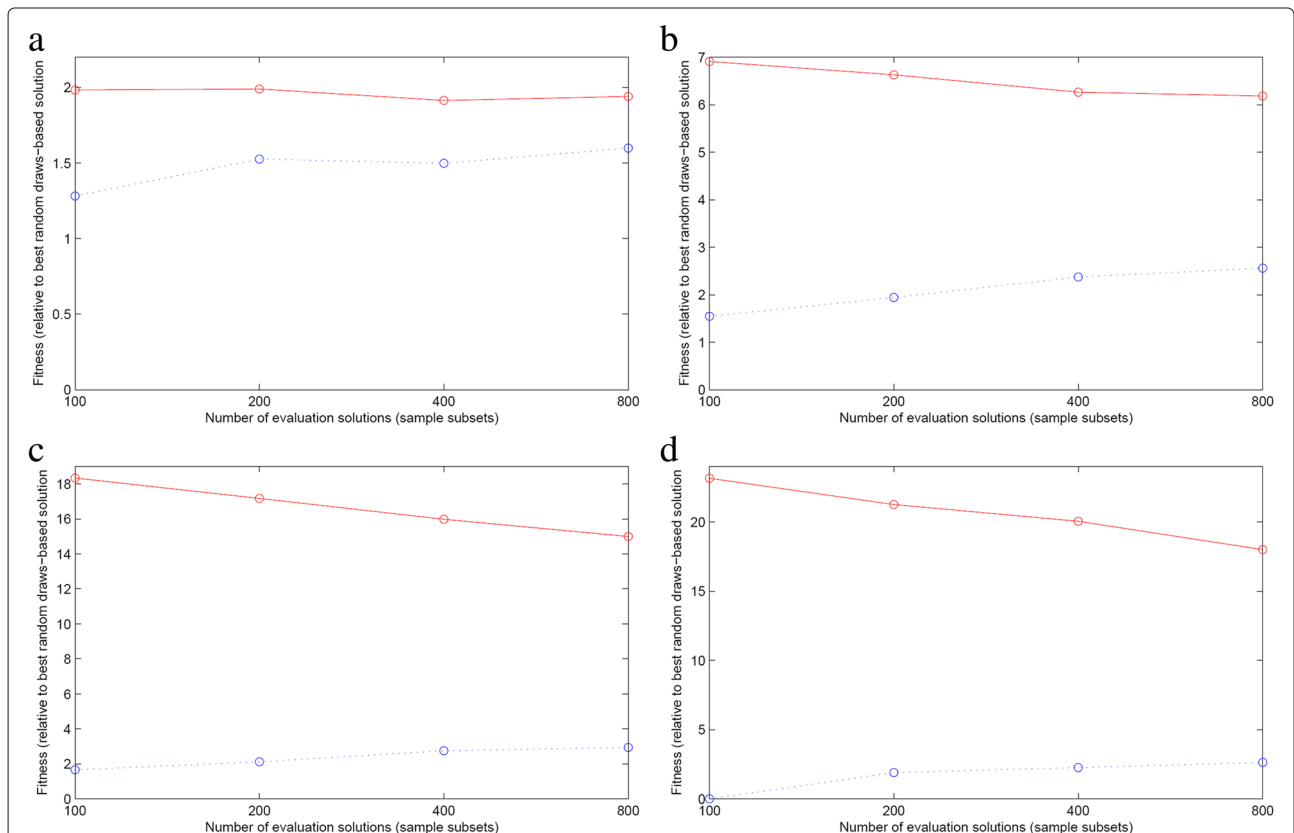 a
Fitness (relative to best random draws−based solution
2
1.5
1
0.5
0
100 200 400 800
Number of evaluation solutions (sample subsets)
b
Fitness (relative to best random draws−based solution
7
6
5
4
3
2
1
0
100 200 400 800
Number of evaluation solutions (sample subsets)
c
Fitness (relative to best random draws−based solution
18
16
14
12
10
8
6
4
2
0
100 200 400 800
Number of evaluation solutions (sample subsets)
d
Fitness (relative to best random draws−based solution
20
15
10
5
0
100 200 400 800
Number of evaluation solutions (sample subsets)